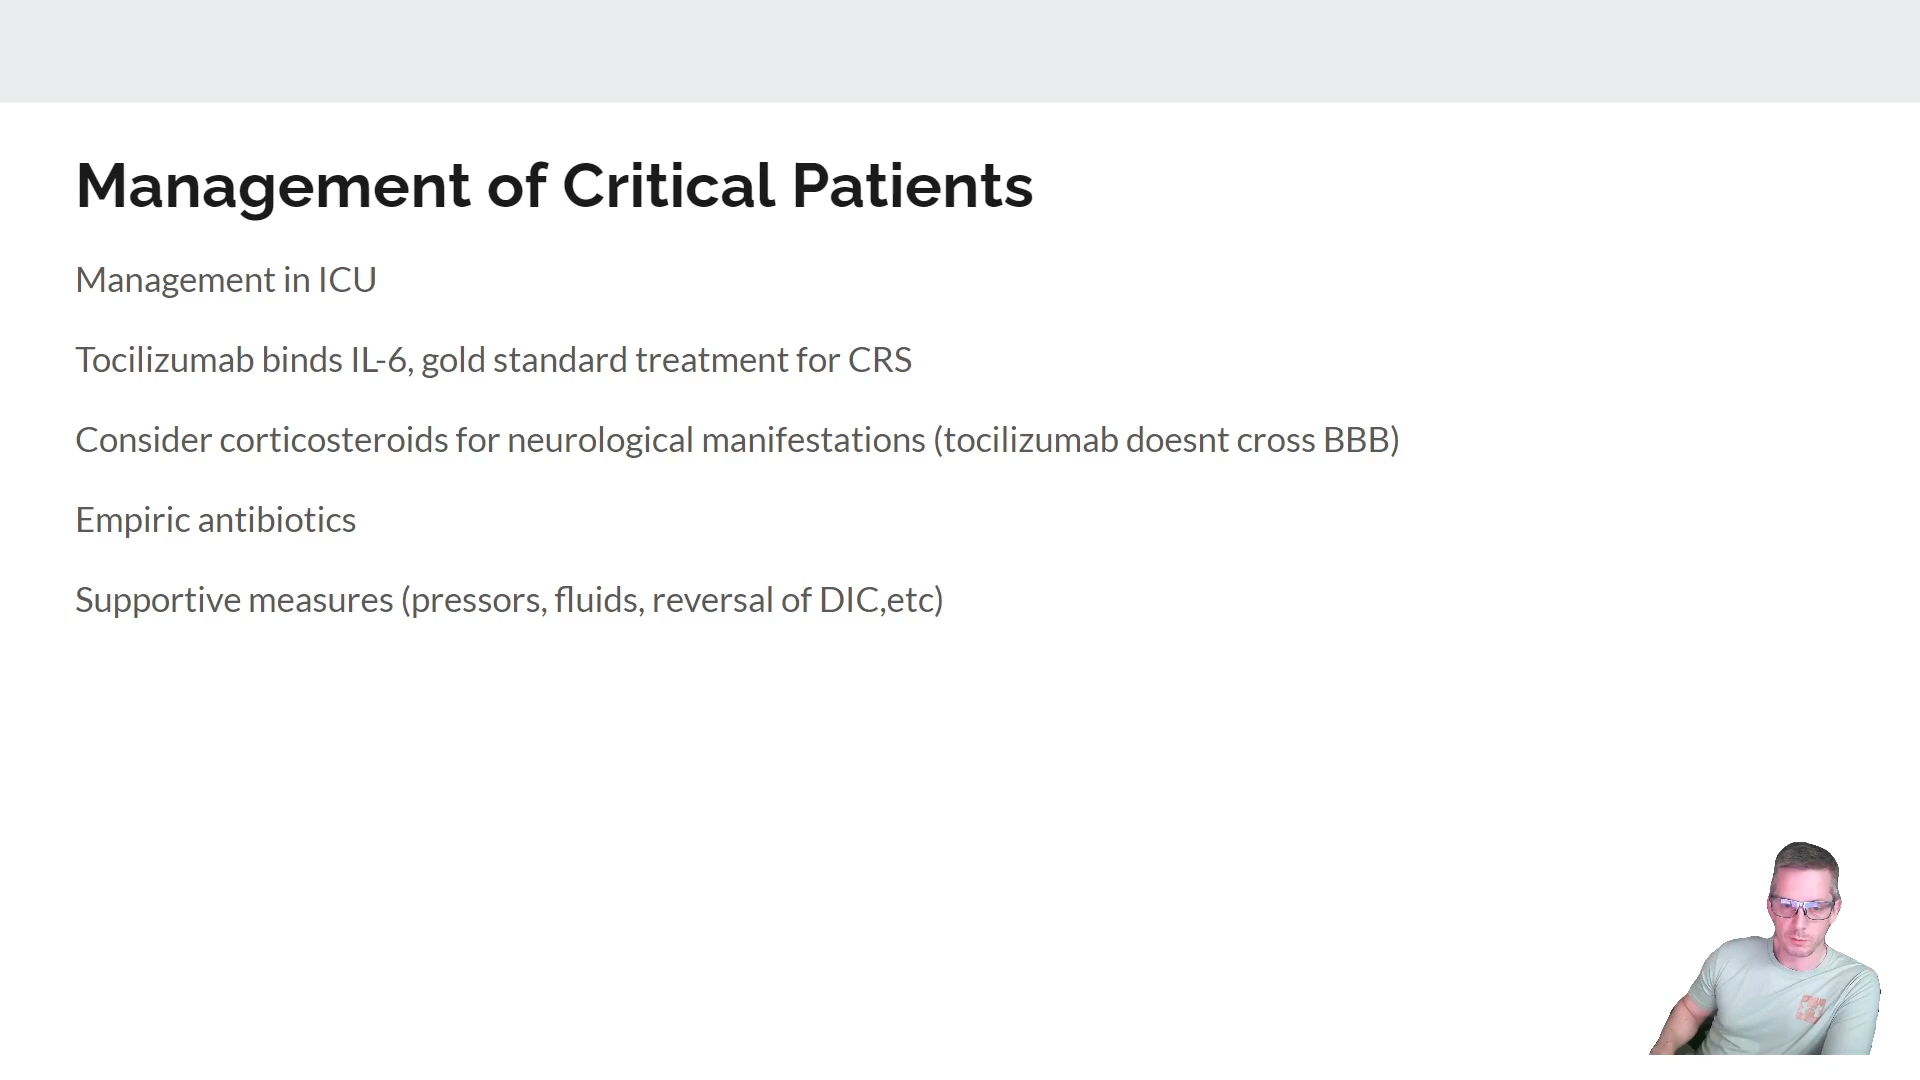 Management of Critical Patients
Management in ICU
Tocilizumab binds IL-6, gold standard treatment for CRS
Consider corticosteroids for neurological manifestations (tocilizumab doesnt cross BBB)
Empiric antibiotics
Supportive measures (pressors, fluids, reversal of DIC,etc)